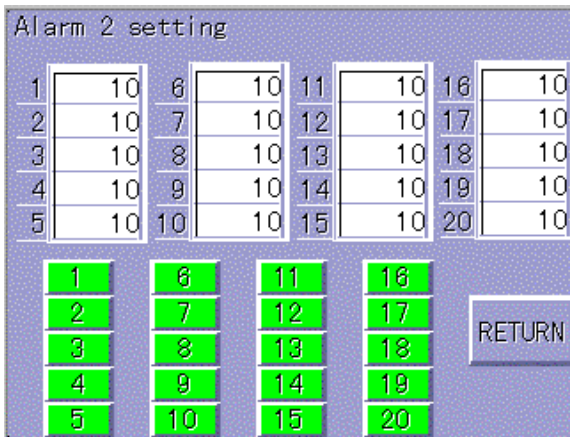 Alarm 2 setting
1 10 6 10 11 10 16 10
2 10 7 10 12 10 17 10
3 10 8 10 13 10 18 10
4 10 9 10 14 10 19 10
5 10 10 10 15 10 20 10
1 6 11 16
2 7 12 17
3 8 13 18
RETURN
4 9 14 19
5 10 15 20